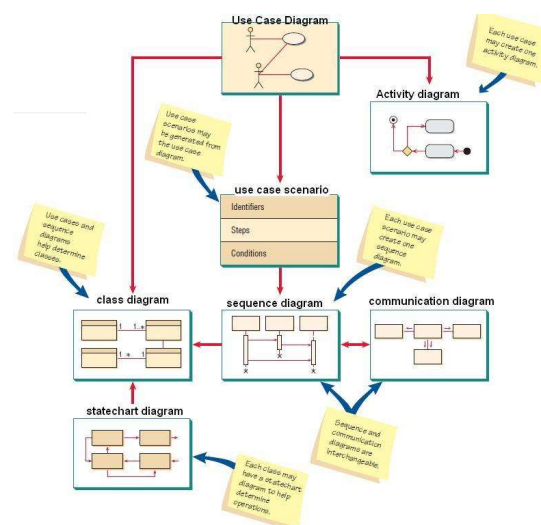 Use Case Diagram
Each use case
may create one
activity diagram.
Activity diagram
Use case
scenarios may
be generated from
the use case
diagram.
use case scenario
Identifiers
Steps
Conditions
Each use case
scenario may
create one
sequence
diagram.
Use cases and
sequence
diagrams
help determine
classes.
class diagram
sequence diagram
communication diagram
1 1..*
1..* 1
statechart diagram
Sequence and
communication
diagrams are
interchangeable.
Each class may
have a statechart
diagram to help
determine
operations.